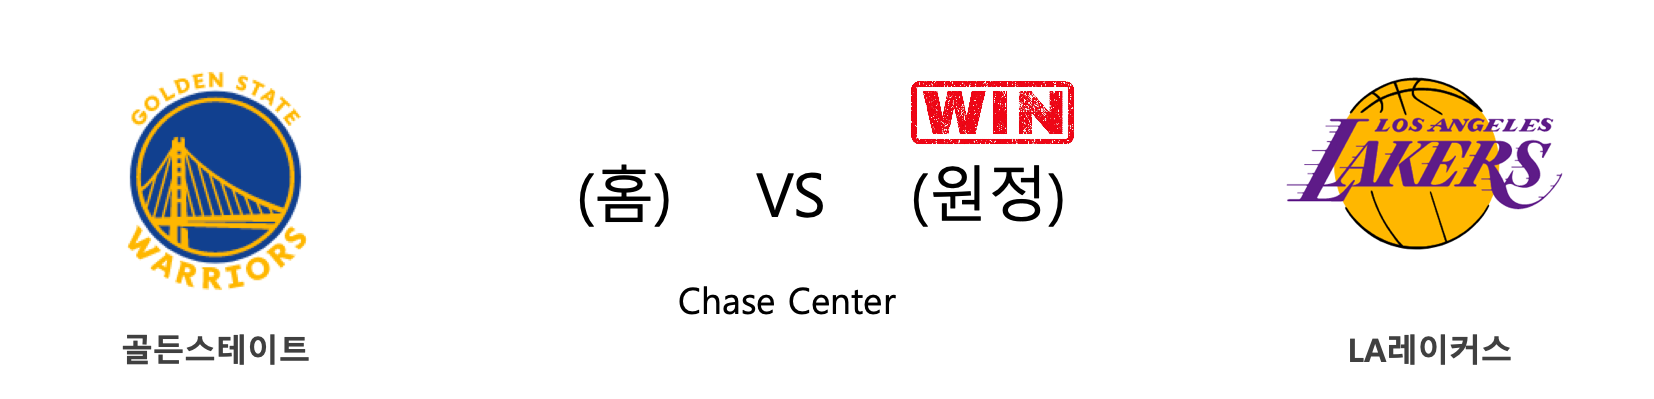 GOLDEN STATE
WARRIORS
WIN
(홈) VS (원정)
LOS ANGELES
LAKERS
Chase Center
골든스테이트
LA레이커스